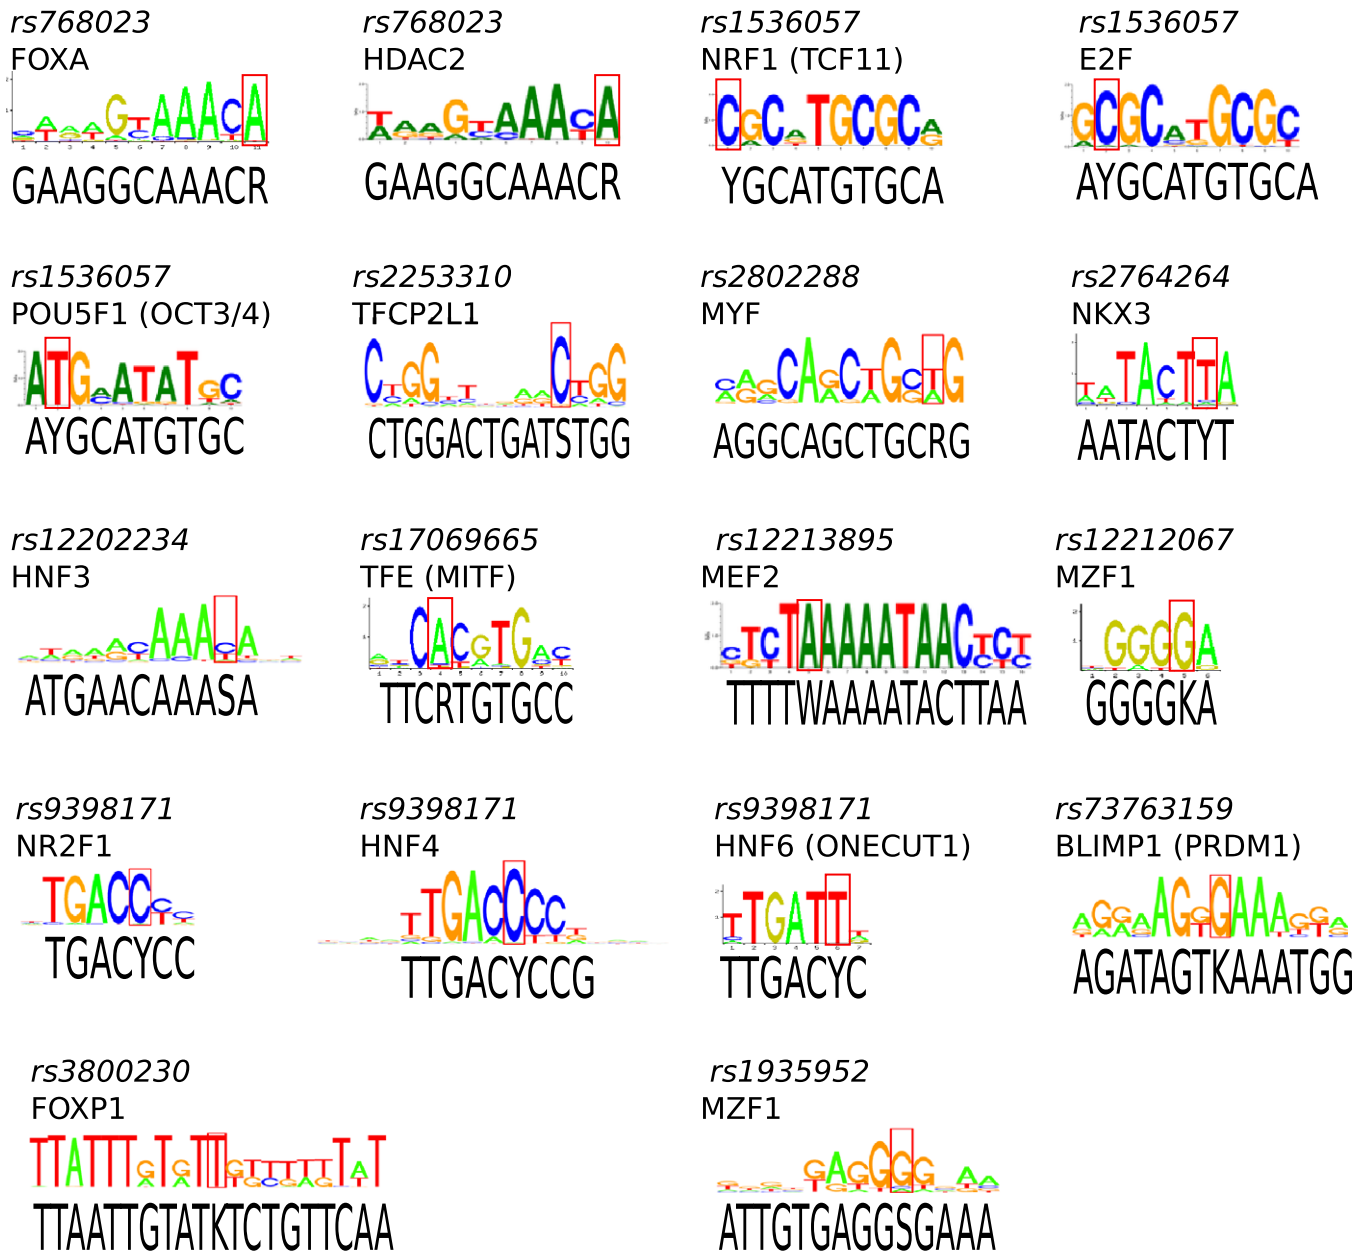 rs768023
FOXA
GAAGGCAAACR
rs768023
HDAC2
GAAGGCAAACR
rs1536057
NRF1 (TCF11)
YGCATGTGCA
rs1536057
E2F
AYGCATGTGCA
rs1536057
POU5F1 (OCT3/4)
AYGCATGTGC
rs2253310
TFCP2L1
CTGGACTGATSTGG
rs2802288
MYF
AGGCAGCTGCRG
rs2764264
NKX3
AATACTYT
rs12202234
HNF3
ATGAACAAASA
rs17069665
TFE (MITF)
TTCRTGTGCC
rs12213895
MEF2
TTTTWAAAATACTTAA
rs12212067
MZF1
GGGGKA
rs9398171
NR2F1
TGACYCC
rs9398171
HNF4
TTGACYCCG
rs9398171
HNF6 (ONECUT1)
TTGACYC
rs73763159
BLIMP1 (PRDM1)
AGATAGTKAAATGG
rs3800230
FOXP1
TTAATTGTATKTCTGTTCAA
rs1935952
MZF1
ATTGTGAGGSGAAA